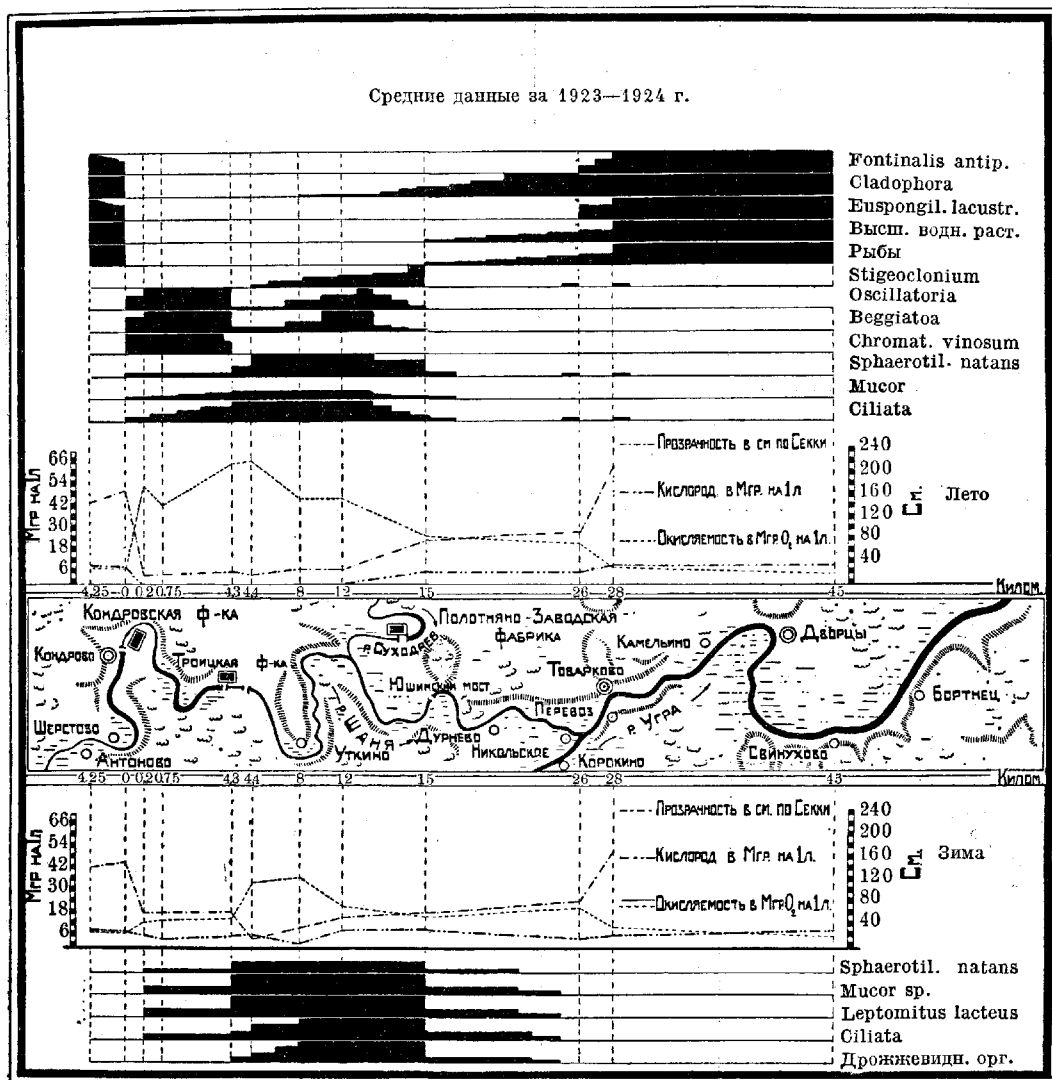 Средние данные за 1923—1924 г.
Fontinalis antip.
Cladophora
Euspongil. lacustr.
Высш. водн. раст.
Рыбы
Stigeoclonium
Oscillatoria
Beggiatoa
Chromat. vinosum
Sphaerotil. natans
Mucor
Ciliata
Мгр на 1л
66
54
42
30
18
6
Прозрачность в см по Секки
Кислород в Мгр. на 1л
Окисляемость в Мгр. O₂ на 1л.
240
200
160
120
80
40
См.
Лето
4,25 0 0,2 0,75 4,3 4,4 8 12 15 26 28 45 Килом.
Кондровская ф-ка
Полотняно-Заводская фабрика
р. Суходрев
Камельино
Дворцы
Кондрово
Троицкая ф-ка
Юшинский мост
Товарково
Бортнец
Шерстово
р. Шаня
Перевоз
р. Угра
Антоново
Уткино
Дурнево
Никольское
Корокино
Свинухово
4,25 0 0,2 0,75 4,3 4,4 8 12 15 26 28 45 Килом.
Мгр на 1л
66
54
42
30
18
6
Прозрачность в см. по Секки
Кислород в Мгр. на 1л.
Окисляемость в Мгр O₂ на 1л.
240
200
160
120
80
40
См.
Зима
Sphaerotil. natans
Mucor sp.
Leptomitus lacteus
Ciliata
Дрожжевидн. орг.